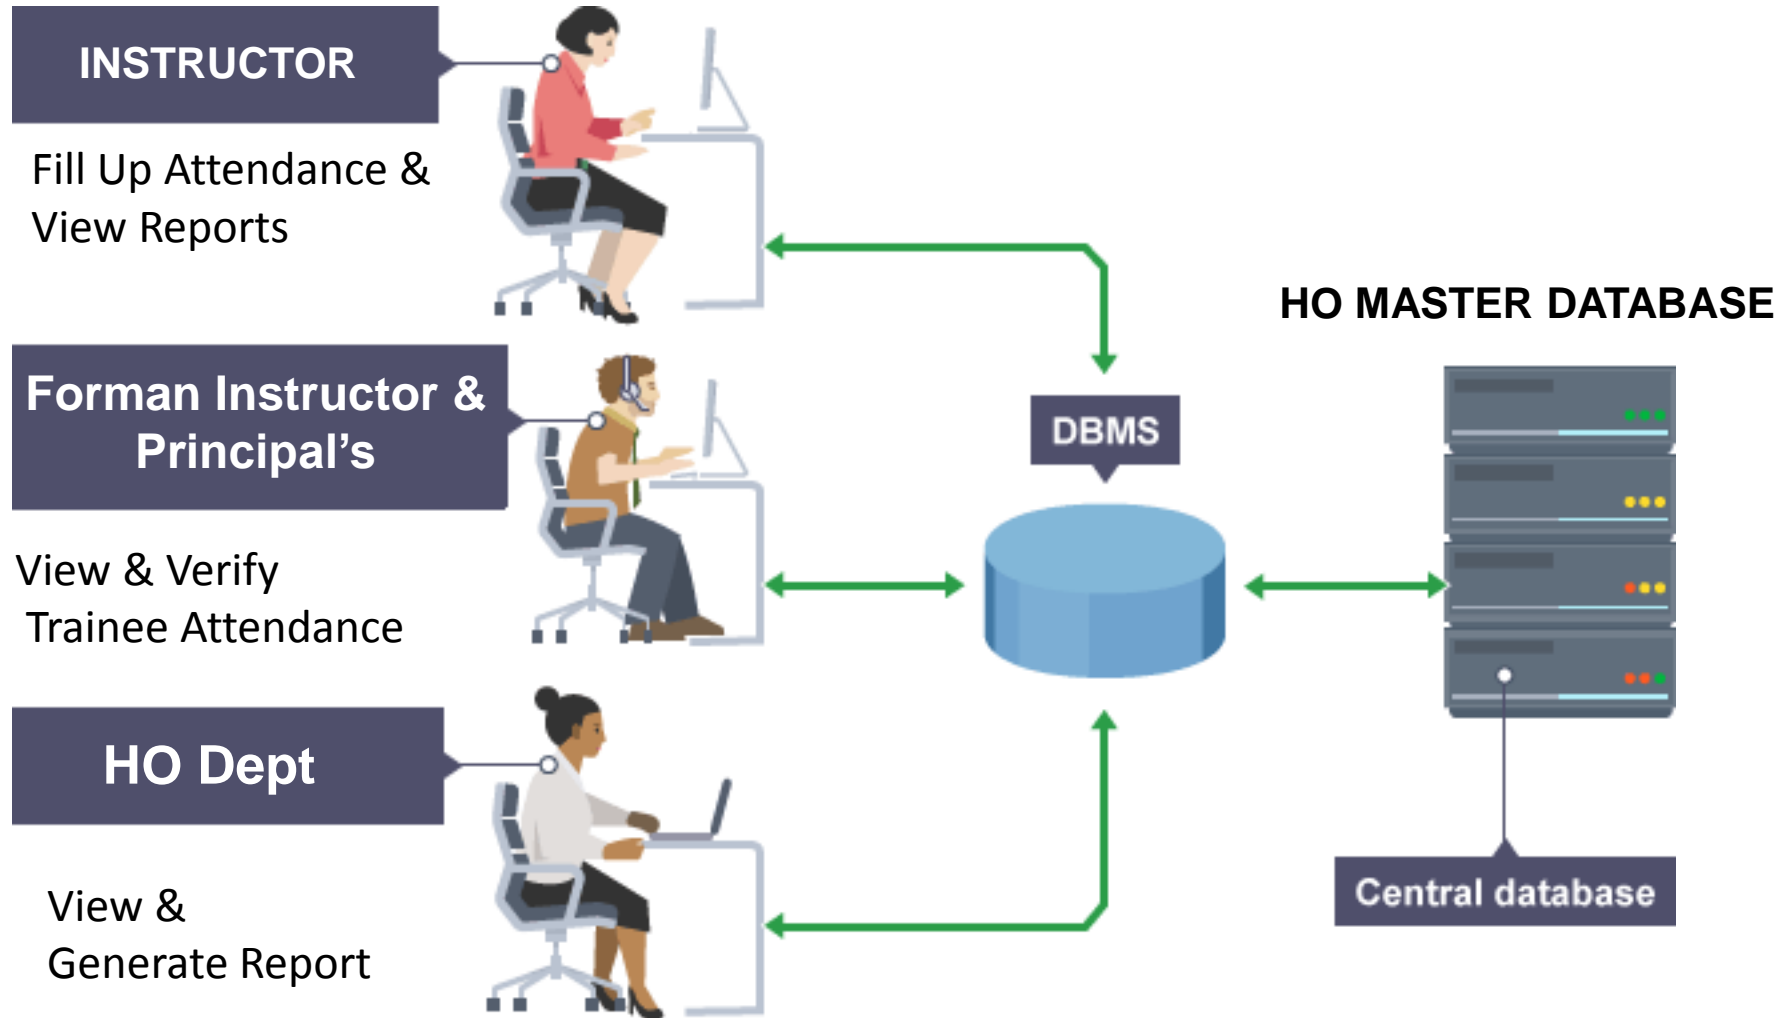 INSTRUCTOR
Fill Up Attendance &
View Reports
Forman Instructor &
Principal’s
View & Verify
Trainee Attendance
HO Dept
View &
Generate Report
DBMS
HO MASTER DATABASE
Central database